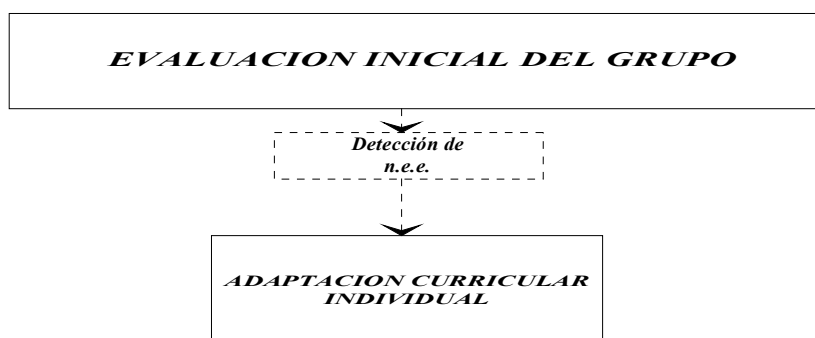 EVALUACION INICIAL DEL GRUPO
Detección de
n.e.e.
ADAPTACION CURRICULAR
INDIVIDUAL